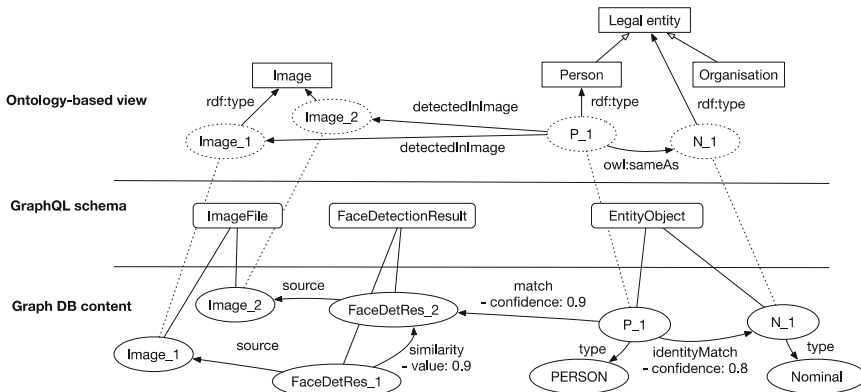 Legal entity
Image
Person
Organisation
Ontology-based view
rdf:type
rdf:type
rdf:type
detectedInImage
Image_2
Image_1
detectedInImage
P_1
N_1
owl:sameAs
GraphQL schema
ImageFile
FaceDetectionResult
EntityObject
Graph DB content
source
match
- confidence: 0.9
Image_2
FaceDetRes_2
P_1
N_1
Image_1
source
similarity
- value: 0.9
type
identityMatch
- confidence: 0.8
type
FaceDetRes_1
PERSON
Nominal